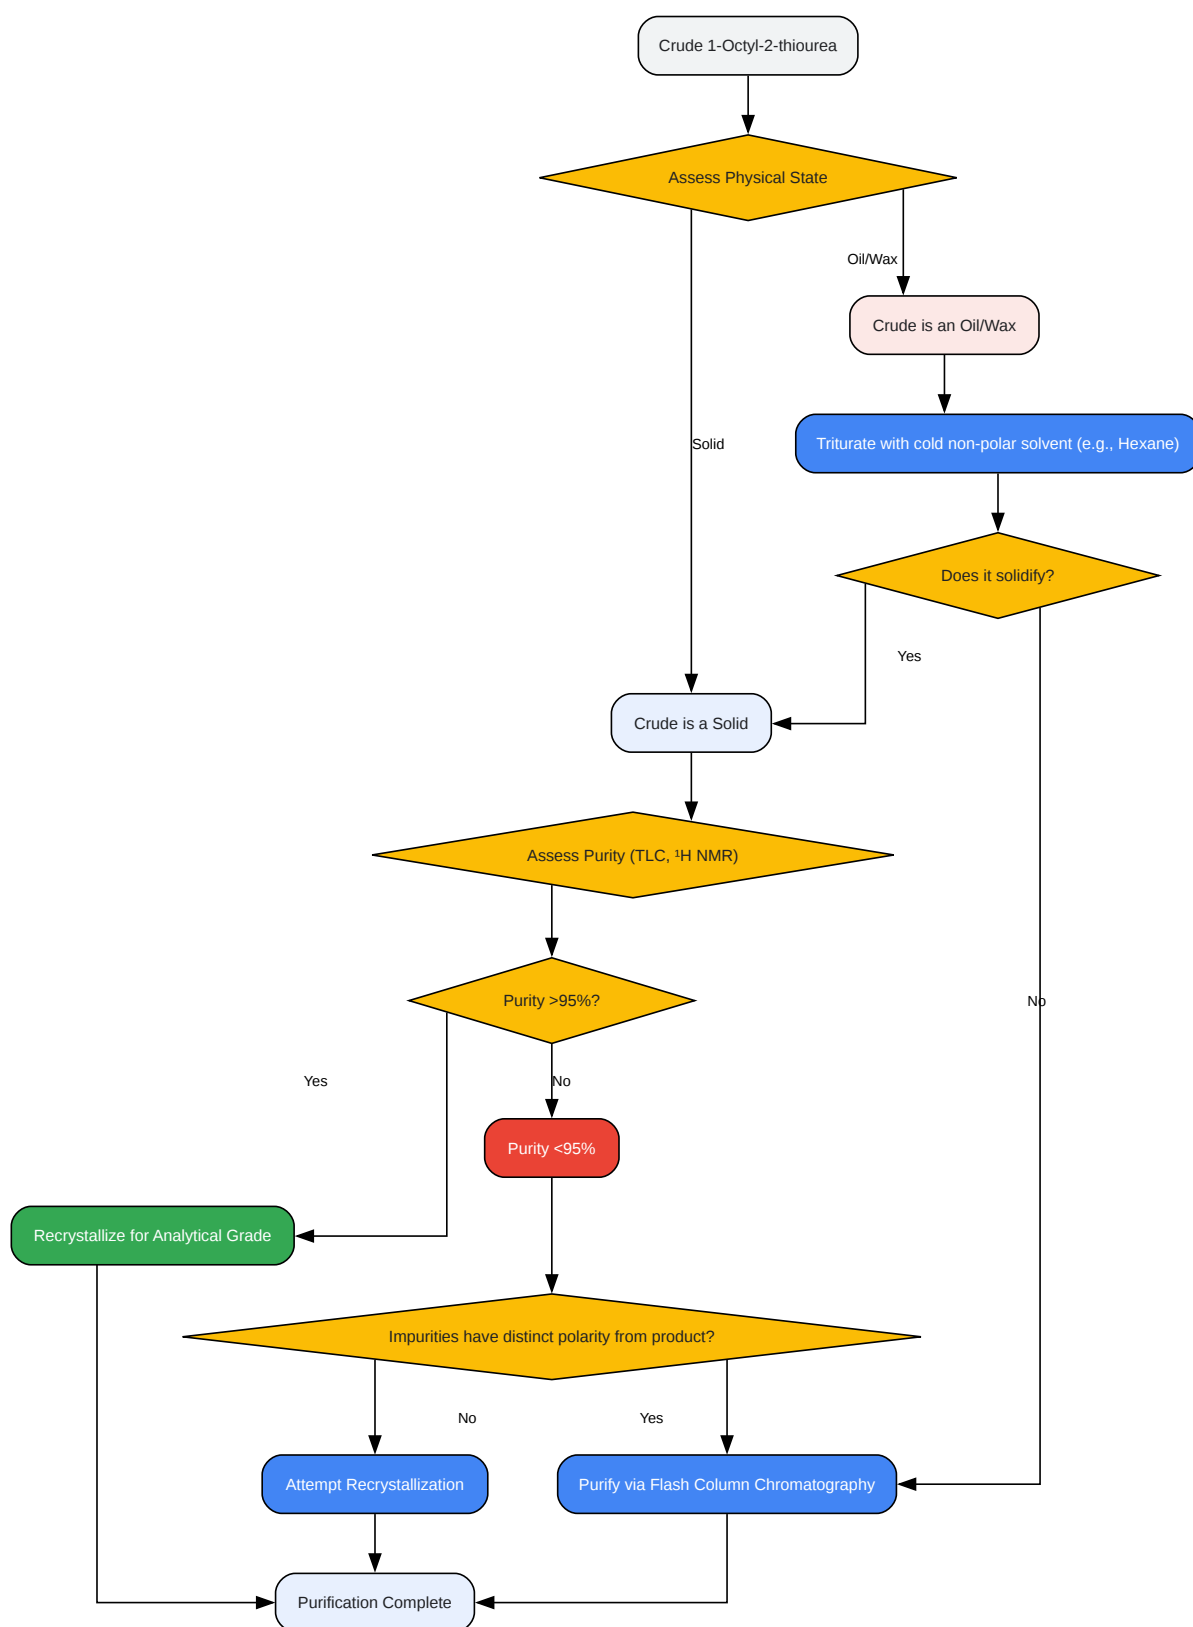 Crude 1-Octyl-2-thiourea
Assess Physical State
Oil/Wax
Crude is an Oil/Wax
Solid
Triturate with cold non-polar solvent (e.g., Hexane)
Does it solidify?
Yes
Crude is a Solid
Assess Purity (TLC, ¹H NMR)
Purity >95%?
No
Yes
No
Purity <95%
Recrystallize for Analytical Grade
Impurities have distinct polarity from product?
No
Yes
Attempt Recrystallization
Purify via Flash Column Chromatography
Purification Complete